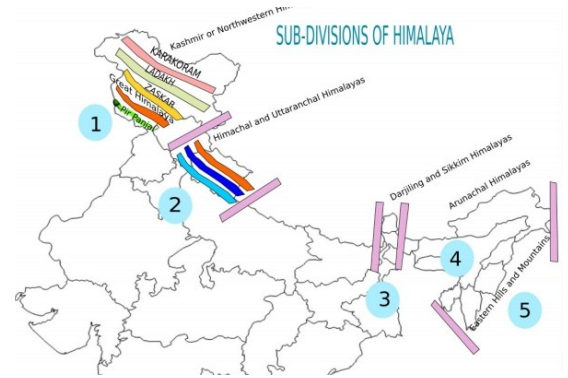 SUB-DIVISIONS OF HIMALAYA
Kashmir or Northwestern
KARAKORAM
LADAKH
ZASKAR
Great Himalaya
Pir Panjal
1
Himachal and Uttaranchal Himalayas
2
Darjiling and Sikkim Himalayas
Arunachal Himalayas
3
4
Eastern Hills and Mountains
5